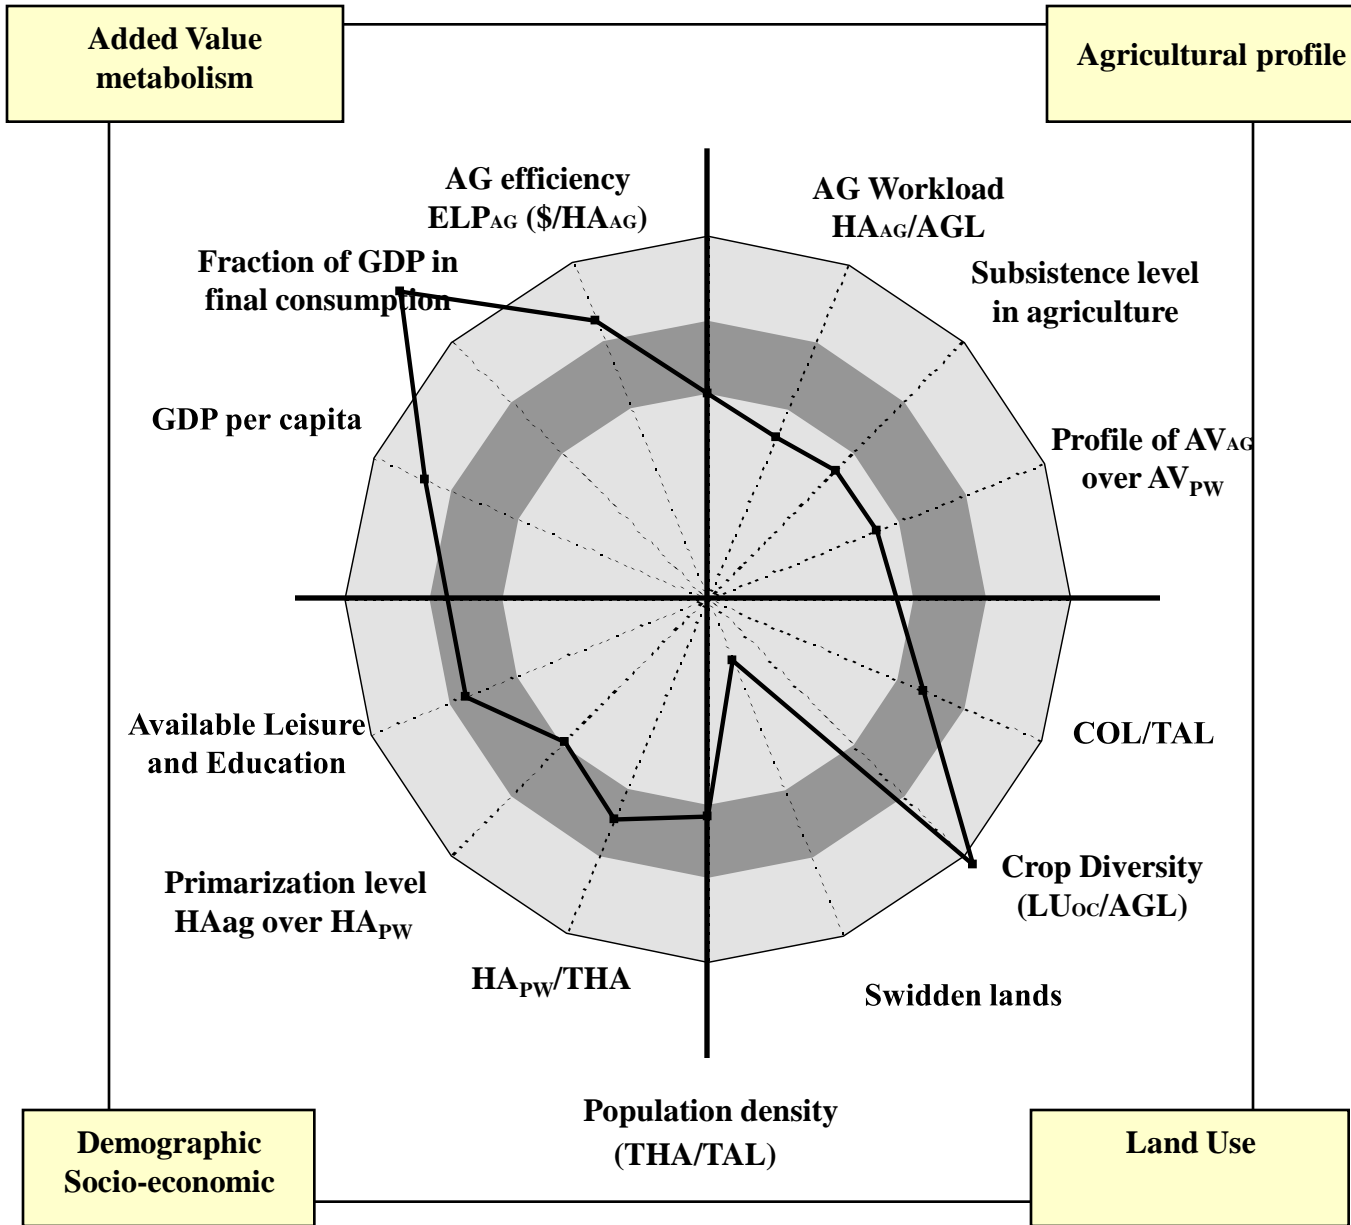 Added Value
metabolism
Agricultural profile
AG efficiency
ELPAG ($/HAAG)
AG Workload
HAAG/AGL
Fraction of GDP in
final consumption
Subsistence level
in agriculture
GDP per capita
Profile of AVAG
over AVPW
Available Leisure
and Education
COL/TAL
Primarization level
HAag over HAPW
Crop Diversity
(LUOC/AGL)
HAPW/THA
Swidden lands
Population density
(THA/TAL)
Demographic
Socio-economic
Land Use